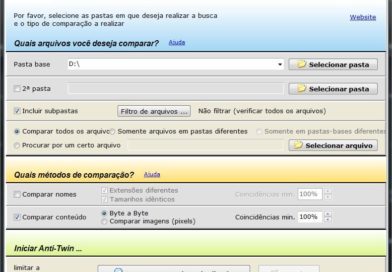 Por favor, selecione as pastas em que deseja realizar a busca
e o tipo de comparação a realizar
Website
Quais arquivos você deseja comparar? Ajuda
Pasta base D:\ Selecionar pasta
2ª pasta Selecionar pasta
Incluir subpastas Filtro de arquivos ... Não filtrar (verificar todos os arquivos)
Comparar todos os arquivo Somente arquivos em pastas diferentes Somente em pastas-bases diferentes
Procurar por um certo arquivo Selecionar arquivo
Quais métodos de comparação? Ajuda
Comparar nomes Extensões diferentes Coincidências min. 100%
Tamanhos idênticos
Comparar conteúdo Byte a Byte Coincidências min. 100%
Comparar imagens (pixels)
Iniciar Anti-Twin ...
limitar a